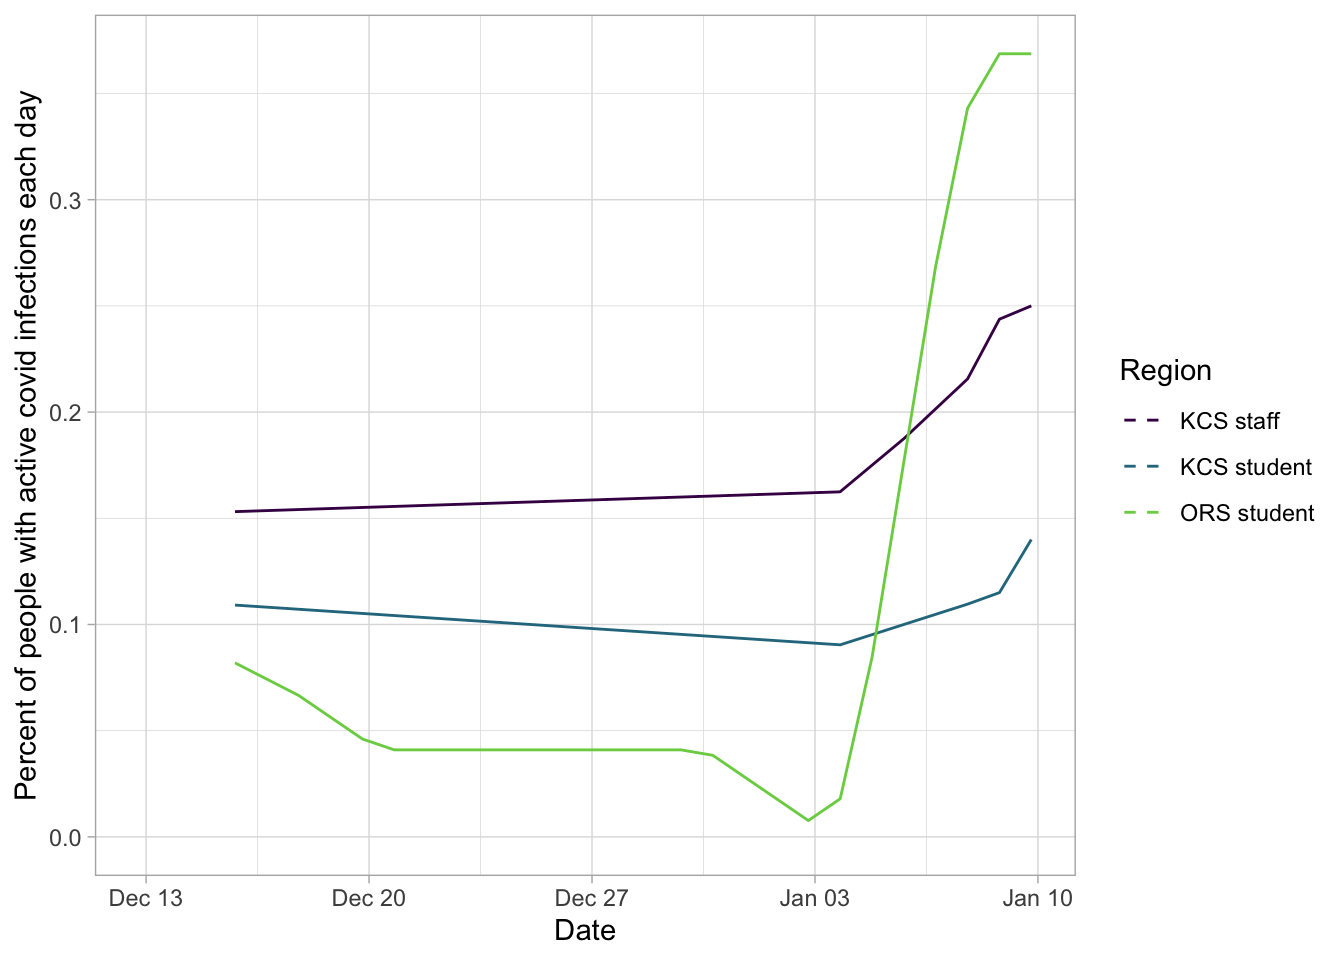 Percent of people with active covid infections each day
0.3
0.2
0.1
0.0
Dec 13
Dec 20
Dec 27
Jan 03
Jan 10
Date
Region
KCS staff
KCS student
ORS student